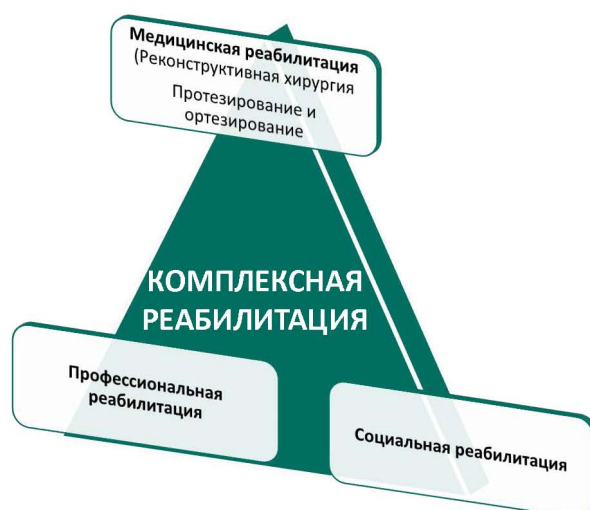 Медицинская реабилитация
(Реконструктивная хирургия
Протезирование и
ортезирование
КОМПЛЕКСНАЯ
РЕАБИЛИТАЦИЯ
Профессиональная
реабилитация
Социальная реабилитация